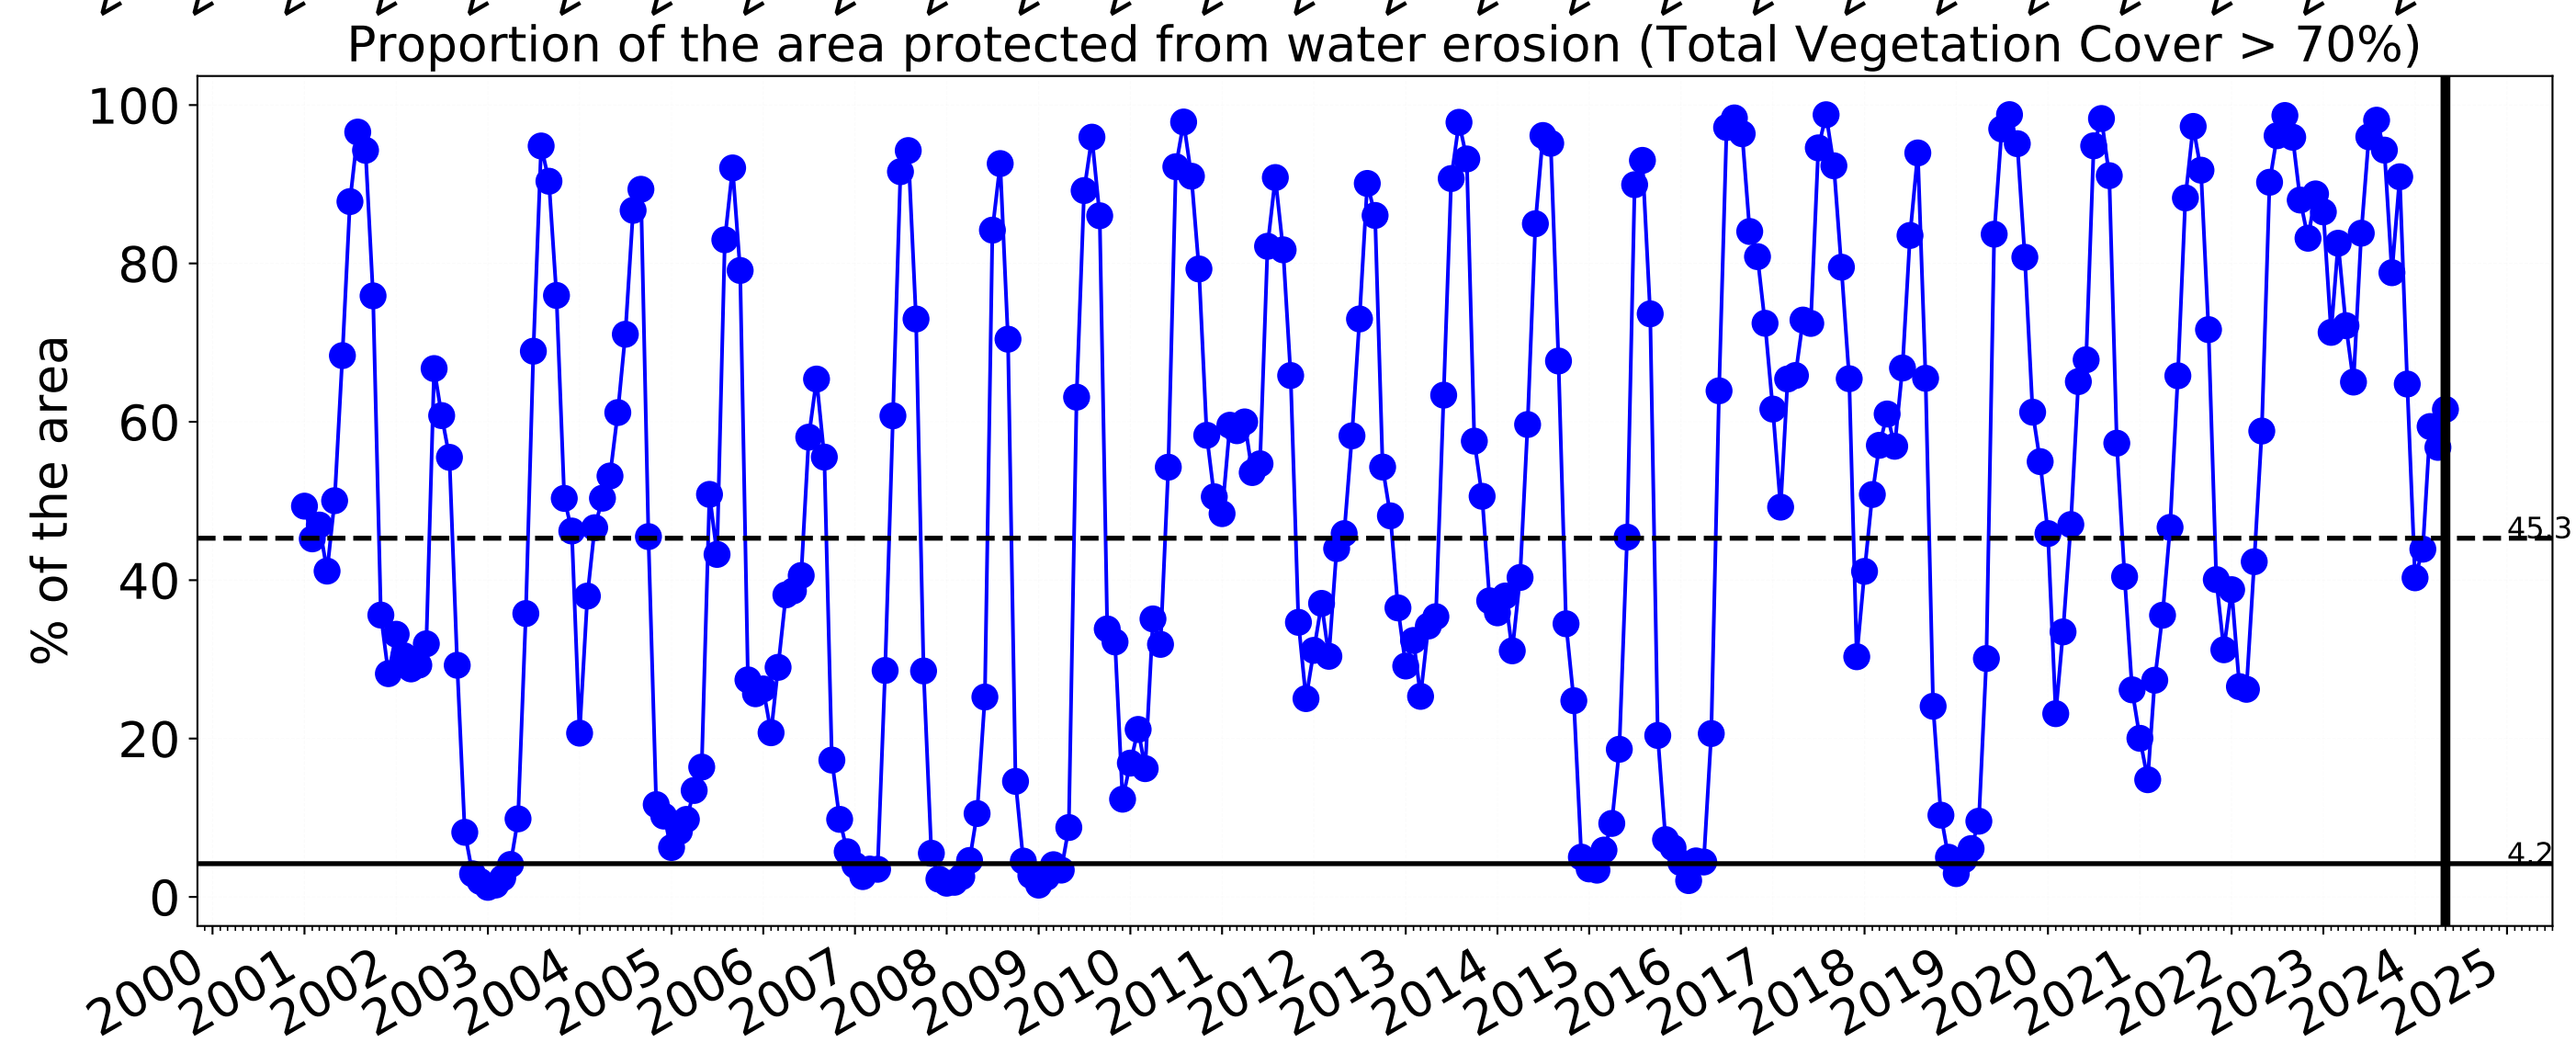 Proportion of the area protected from water erosion (Total Vegetation Cover > 70%)
% of the area
100
80
60
40
20
0
45.3
4.2
2000 2001 2002 2003 2004 2005 2006 2007 2008 2009 2010 2011 2012 2013 2014 2015 2016 2017 2018 2019 2020 2021 2022 2023 2024 2025